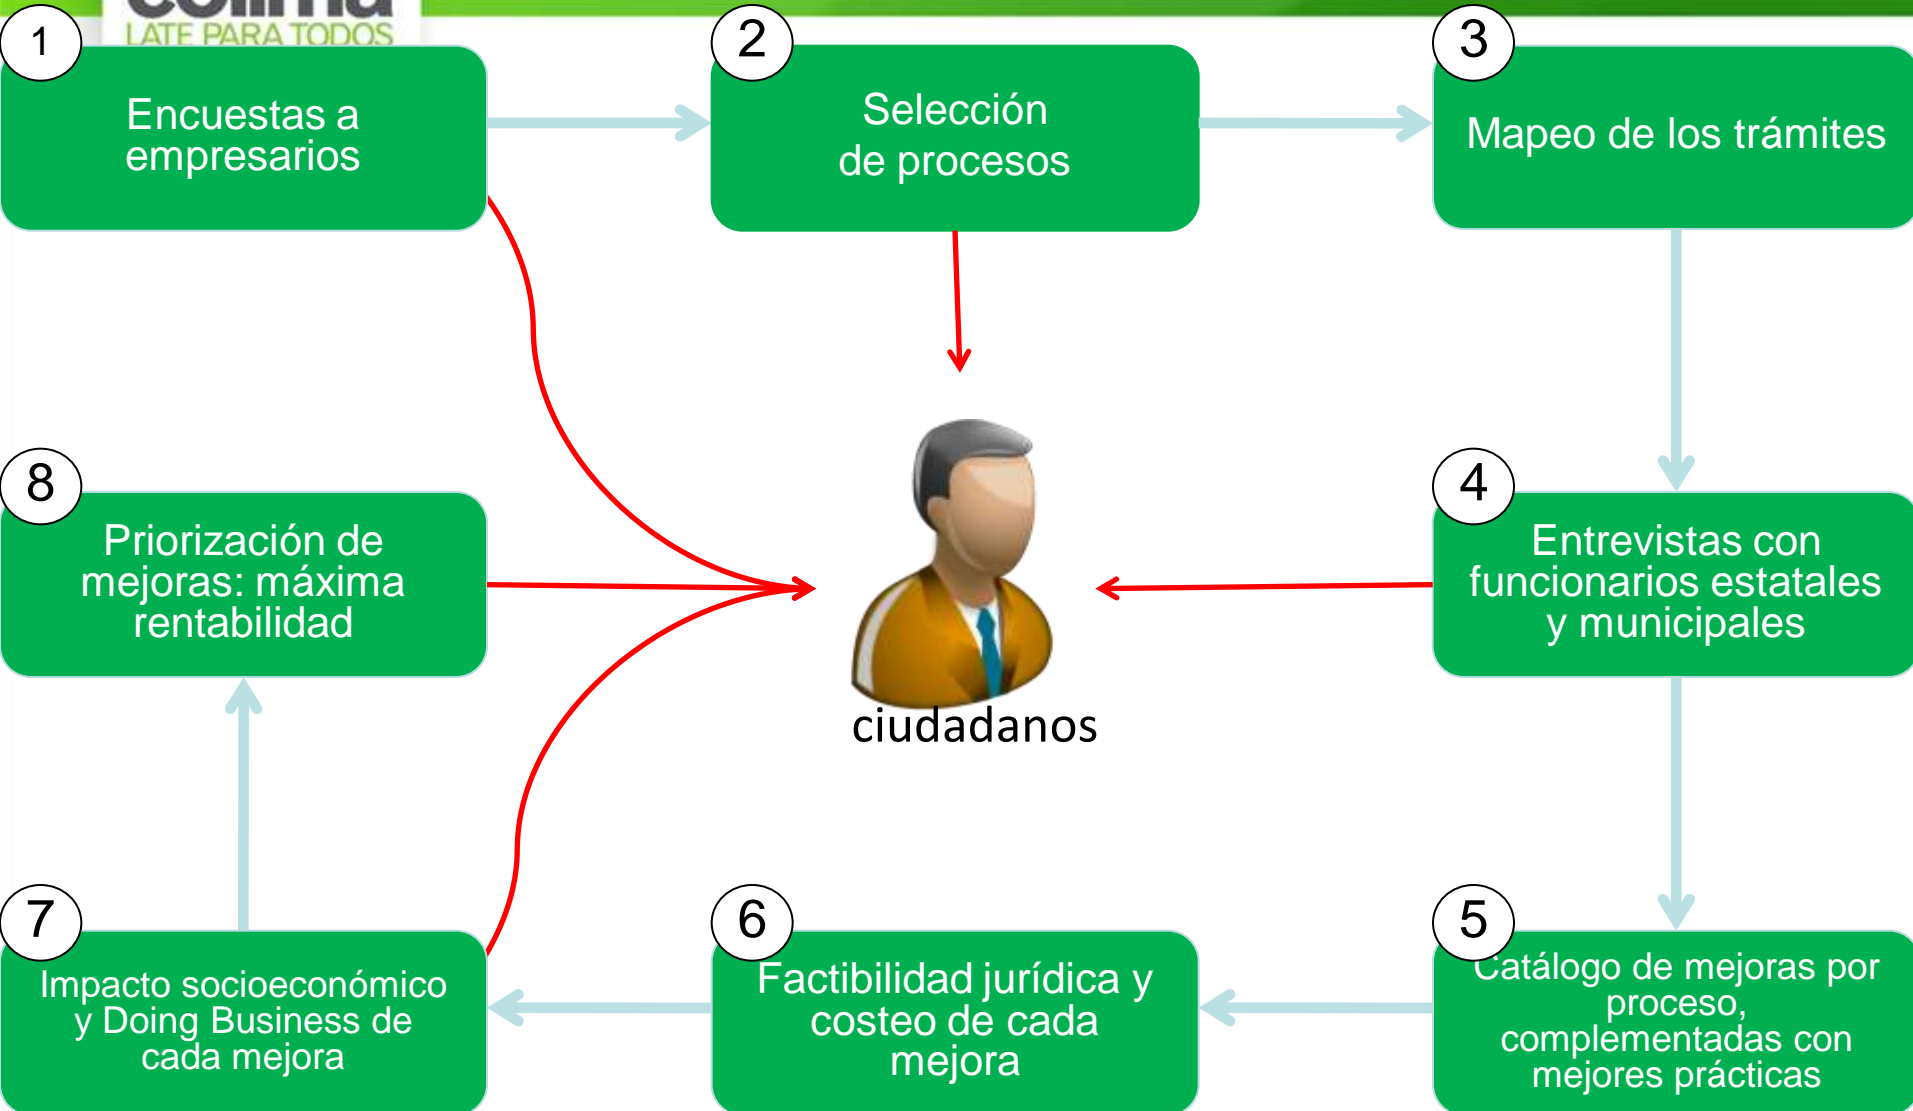 colima
LATE PARA TODOS
1
Encuestas a
empresarios
2
Selección
de procesos
3
Mapeo de los trámites
8
Priorización de
mejoras: máxima
rentabilidad
ciudadanos
4
Entrevistas con
funcionarios estatales
y municipales
7
Impacto socioeconómico
y Doing Business de
cada mejora
6
Factibilidad jurídica y
costeo de cada
mejora
5
Catálogo de mejoras por
proceso,
complementadas con
mejores prácticas